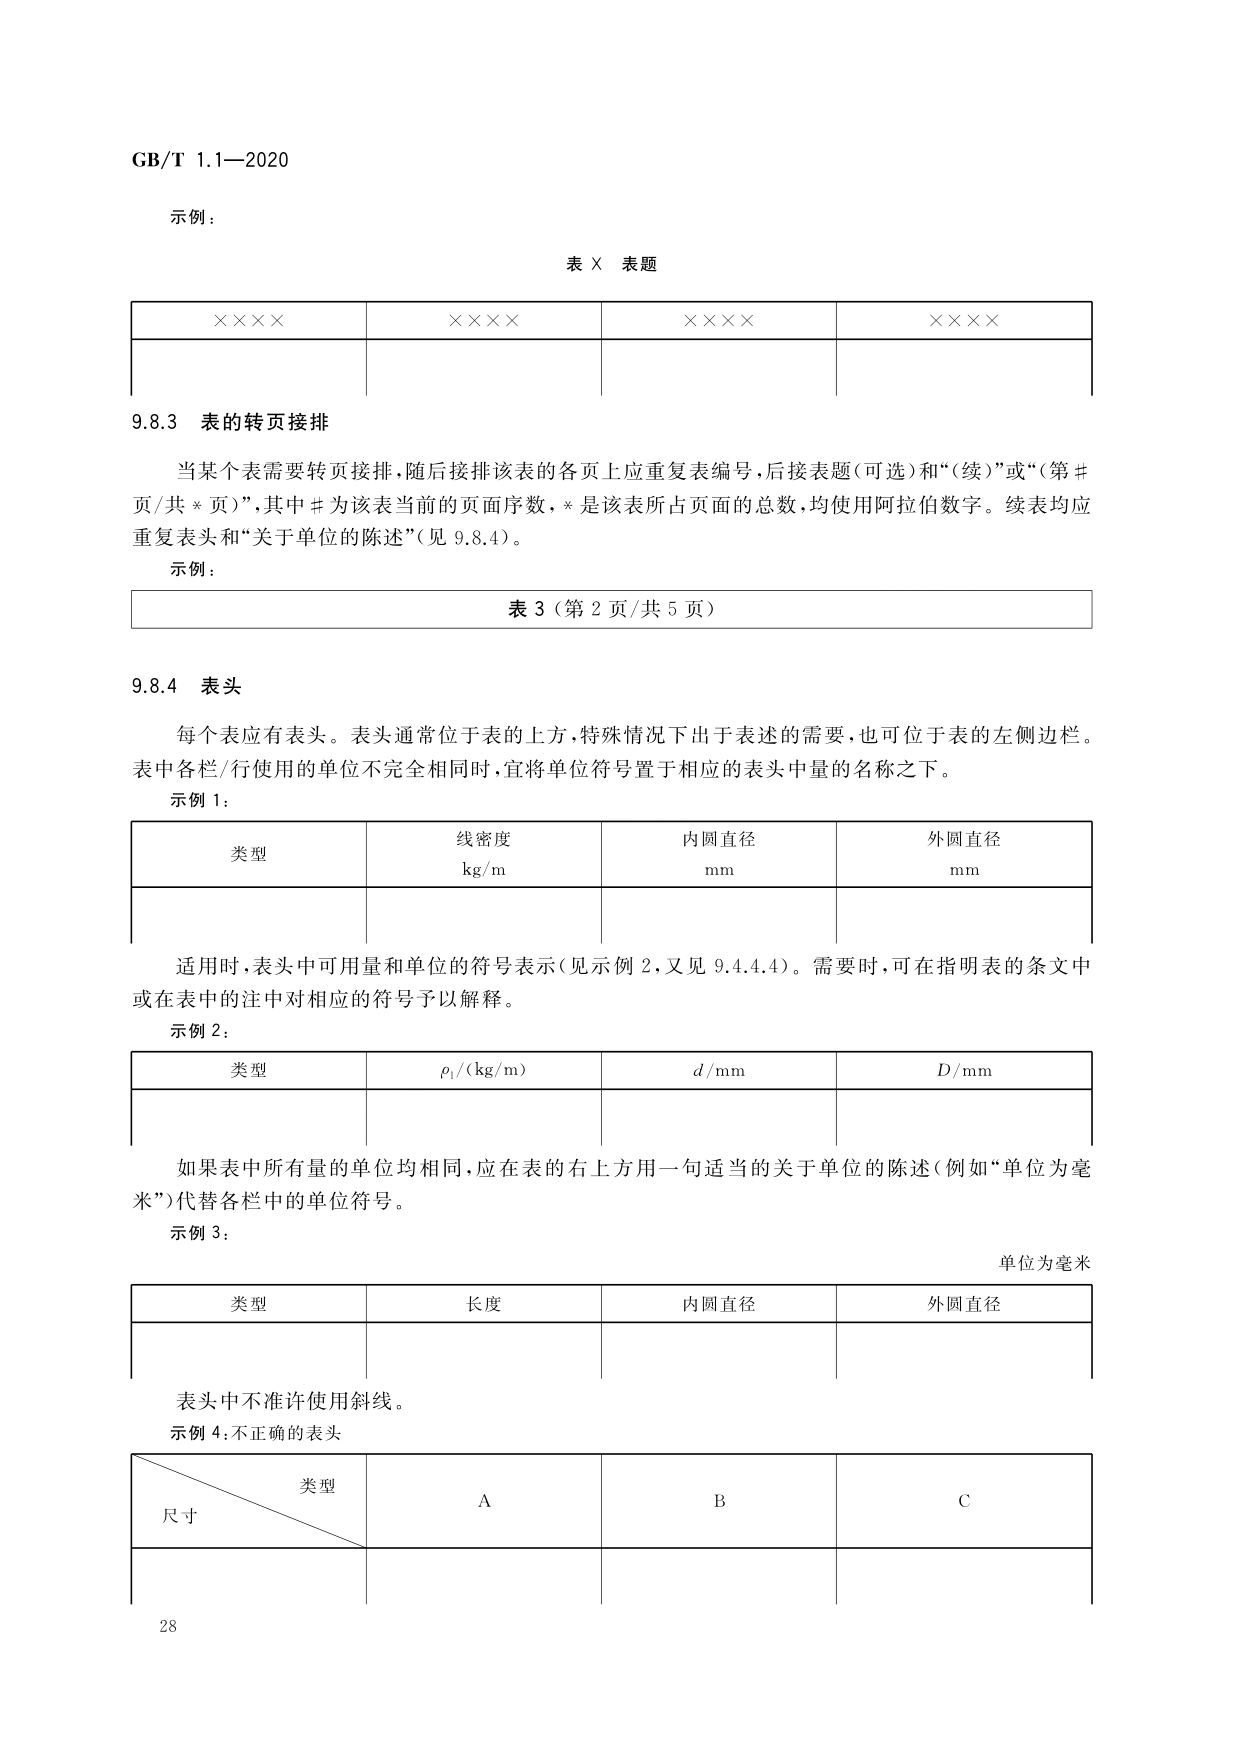 GB/T 1.1—2020
示例：
表 X 表题
×××× ×××× ×××× ××××
9.8.3 表的转页接排
当某个表需要转页接排，随后接排该表的各页上应重复表编号，后接表题（可选）和“（续）”或“（第＃
页/共 * 页）”，其中＃为该表当前的页面序数，* 是该表所占页面的总数，均使用阿拉伯数字。续表均应
重复表头和“关于单位的陈述”（见 9.8.4）。
示例：
表 3（第 2 页/共 5 页）
9.8.4 表头
每个表应有表头。表头通常位于表的上方，特殊情况下出于表述的需要，也可位于表的左侧边栏。
表中各栏/行使用的单位不完全相同时，宜将单位符号置于相应的表头中量的名称之下。
示例 1：
类型 线密度 内圆直径 外圆直径
kg/m mm mm
适用时，表头中可用量和单位的符号表示（见示例 2，又见 9.4.4.4）。需要时，可在指明表的条文中
或在表中的注中对相应的符号予以解释。
示例 2：
类型 ρl/(kg/m) d/mm D/mm
如果表中所有量的单位均相同，应在表的右上方用一句适当的关于单位的陈述（例如“单位为毫
米”）代替各栏中的单位符号。
示例 3：
单位为毫米
类型 长度 内圆直径 外圆直径
表头中不准许使用斜线。
示例 4：不正确的表头
类型
尺寸 A B C
28